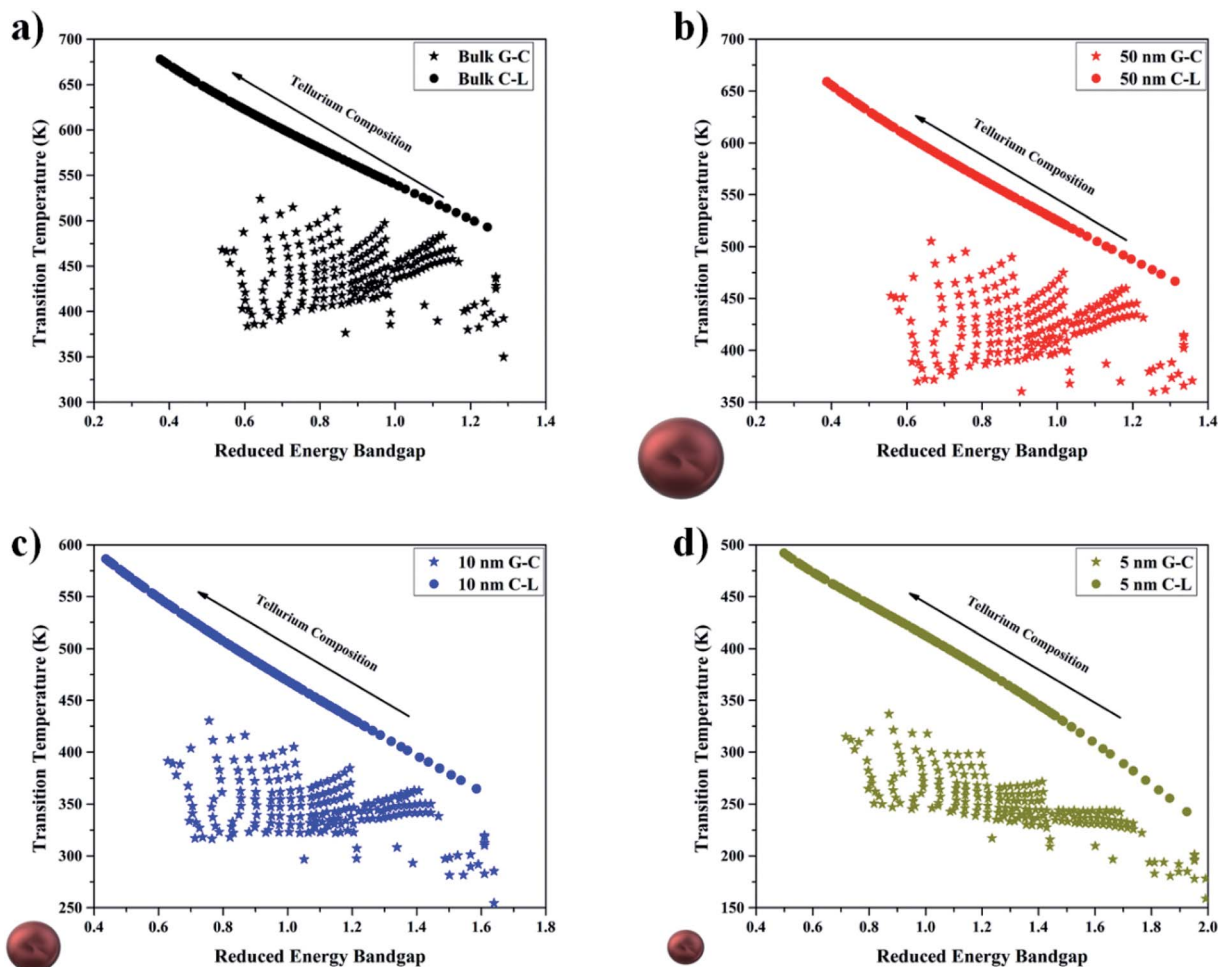 a)
700
650
600
550
500
450
400
350
300
Transition Temperature (K)
Bulk G-C
Bulk C-L
Tellurium Composition
0.2 0.4 0.6 0.8 1.0 1.2 1.4
Reduced Energy Bandgap
b)
700
650
600
550
500
450
400
350
Transition Temperature (K)
50 nm G-C
50 nm C-L
Tellurium Composition
0.2 0.4 0.6 0.8 1.0 1.2 1.4
Reduced Energy Bandgap
c)
600
550
500
450
400
350
300
250
Transition Temperature (K)
10 nm G-C
10 nm C-L
Tellurium Composition
0.4 0.6 0.8 1.0 1.2 1.4 1.6 1.8
Reduced Energy Bandgap
d)
500
450
400
350
300
250
200
150
Transition Temperature (K)
5 nm G-C
5 nm C-L
Tellurium Composition
0.4 0.6 0.8 1.0 1.2 1.4 1.6 1.8 2.0
Reduced Energy Bandgap